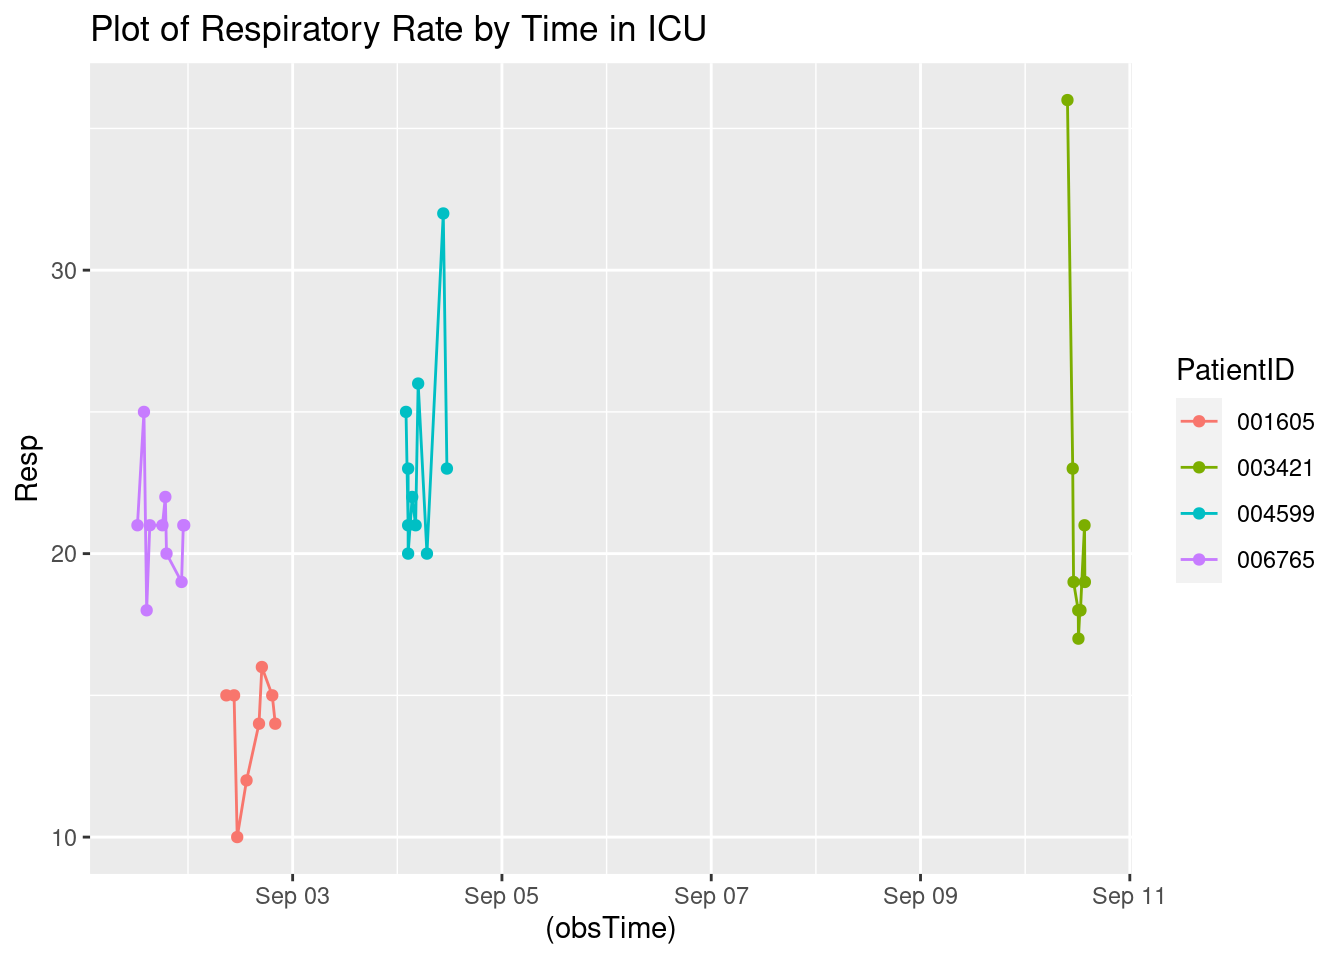 Plot of Respiratory Rate by Time in ICU
Resp
30
20
10
Sep 03
Sep 05
Sep 07
Sep 09
Sep 11
(obsTime)
PatientID
001605
003421
004599
006765